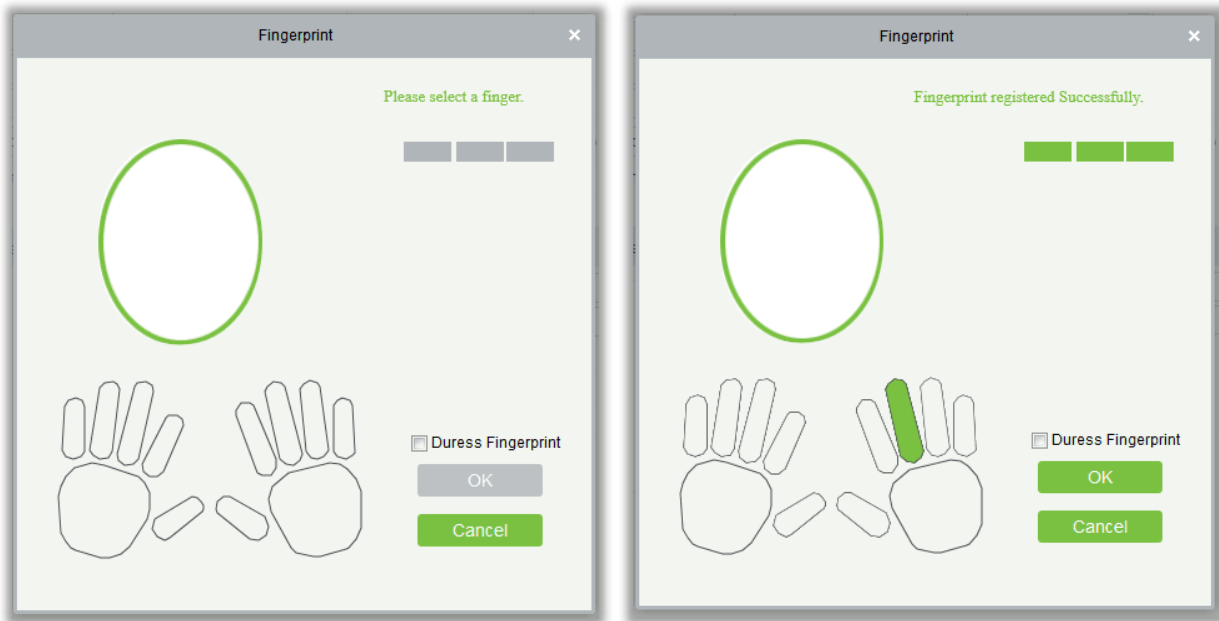 Fingerprint
Please select a finger.
Duress Fingerprint
OK
Cancel
Fingerprint
Fingerprint registered Successfully.
Duress Fingerprint
OK
Cancel